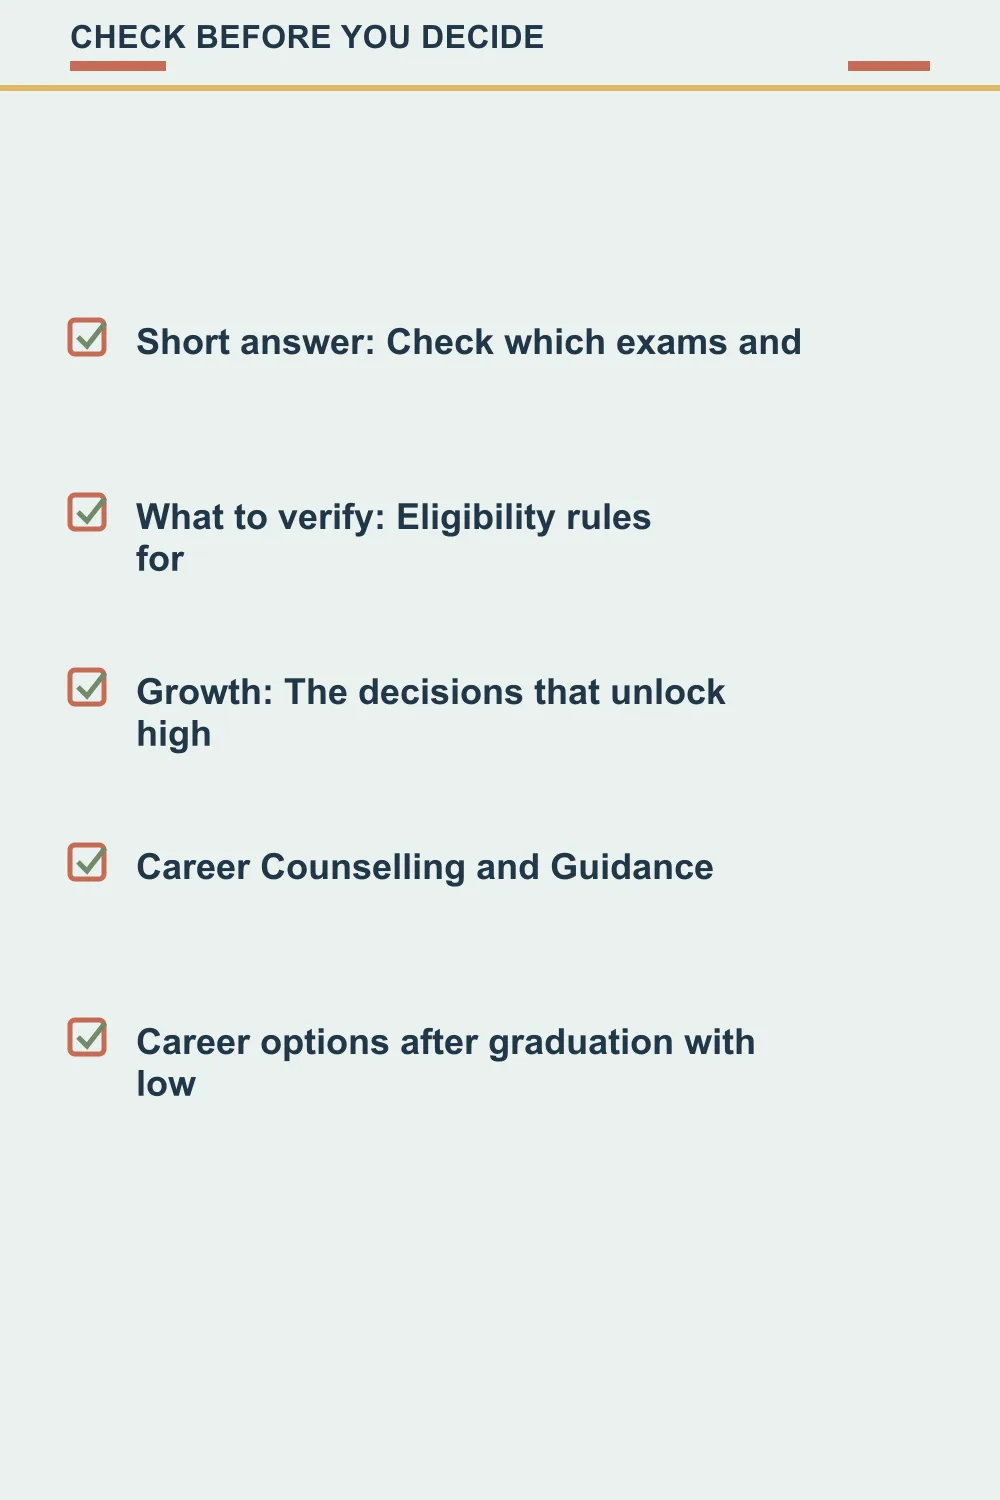 CHECK BEFORE YOU DECIDE
Short answer: Check which exams and
What to verify: Eligibility rules
for
Growth: The decisions that unlock
high
Career Counselling and Guidance
Career options after graduation with
low